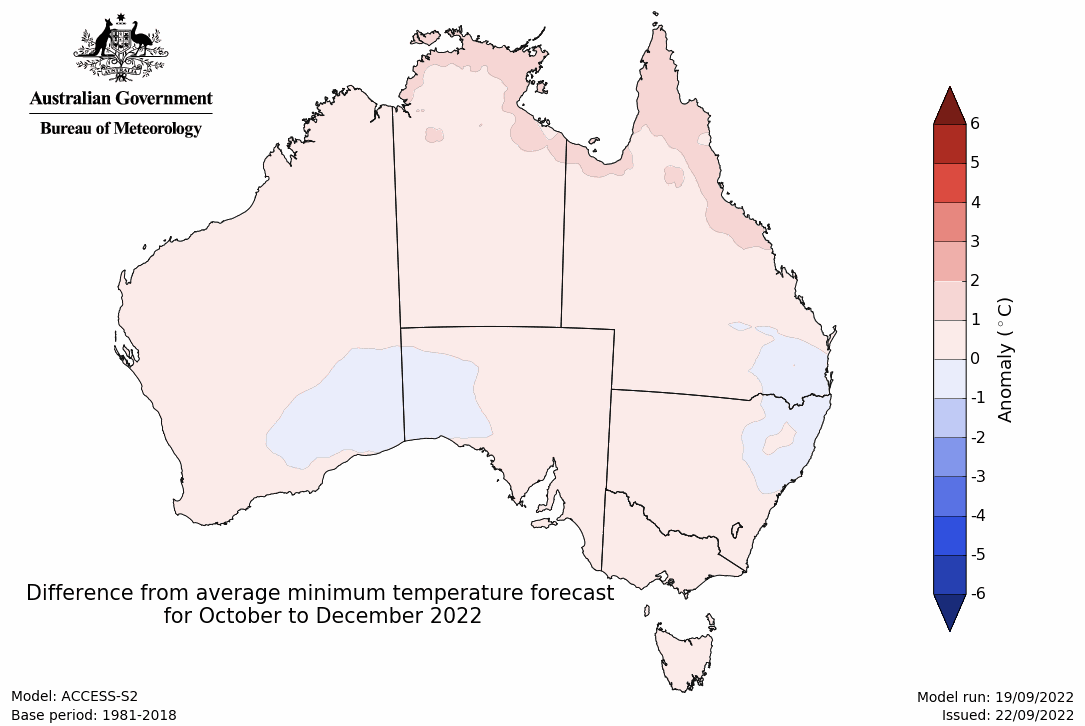 Australian Government
Bureau of Meteorology
6
5
4
3
2
1
0
-1
-2
-3
-4
-5
-6
Anomaly (°C)
Difference from average minimum temperature forecast
for October to December 2022
Model: ACCESS-S2
Base period: 1981-2018
Model run: 19/09/2022
Issued: 22/09/2022